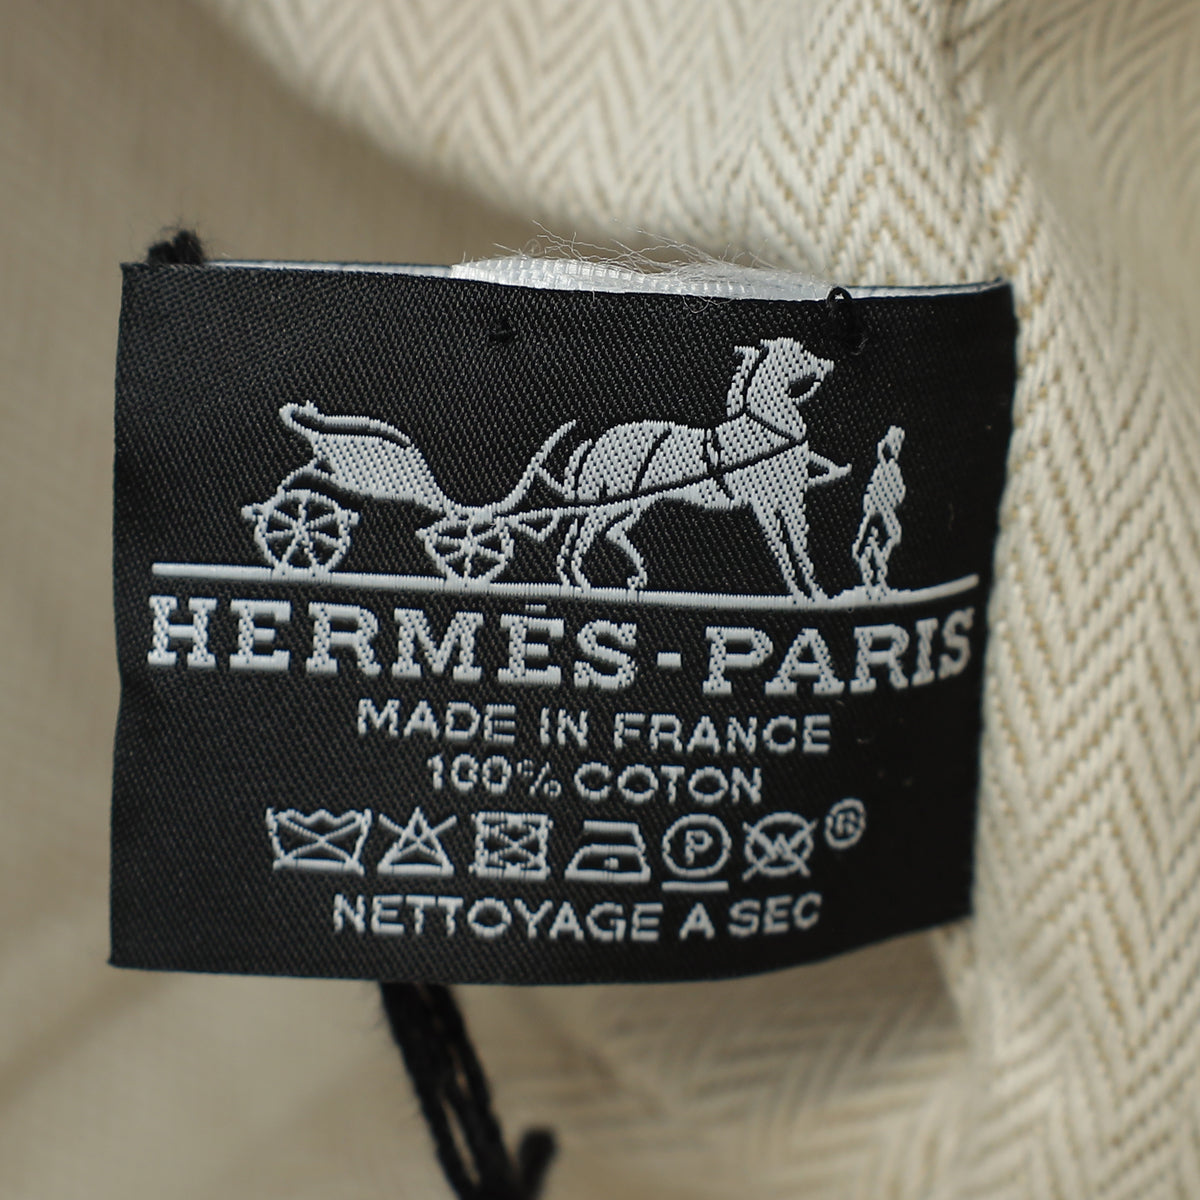 HERMÈS-PARIS
MADE IN FRANCE
100% COTON
P W ®
NETTOYAGE A SEC